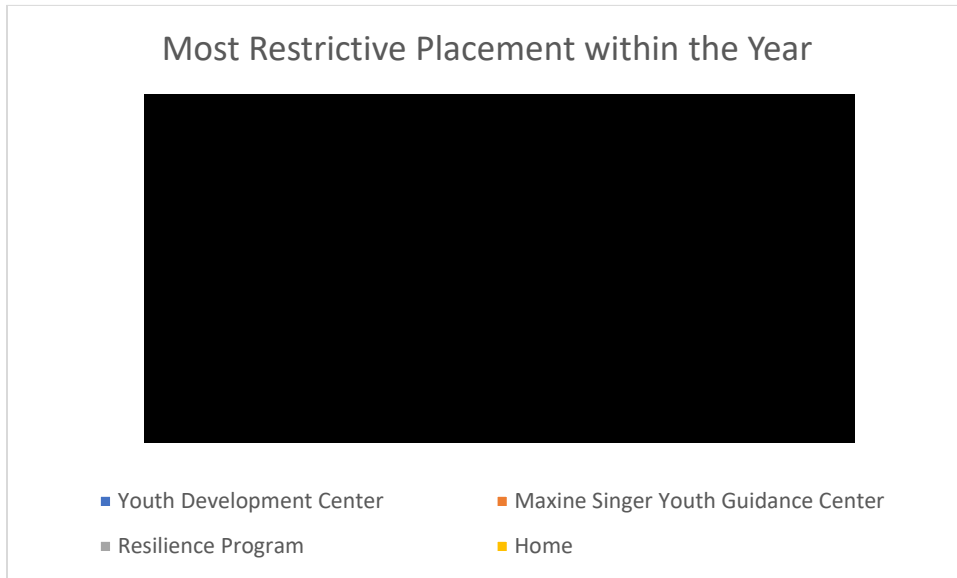 Most Restrictive Placement within the Year
Youth Development Center
Maxine Singer Youth Guidance Center
Resilience Program
Home